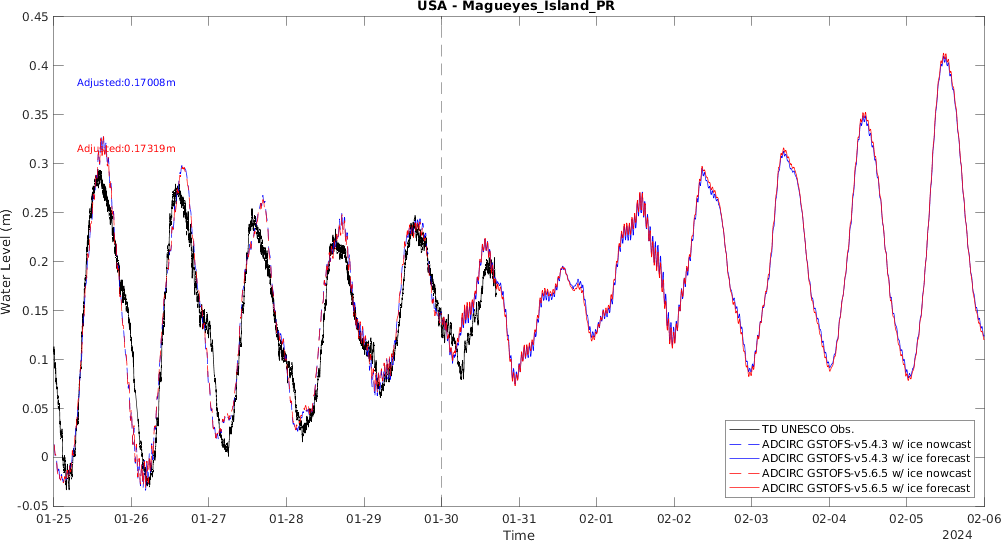 USA - Magueyes_Island_PR
0.45
0.4
0.35
0.3
0.25
0.2
0.15
0.1
0.05
0
-0.05
Water Level (m)
Adjusted:0.17008m
Adjusted:0.17319m
TD UNESCO Obs.
ADCIRC GSTOFS-v5.4.3 w/ ice nowcast
ADCIRC GSTOFS-v5.4.3 w/ ice forecast
ADCIRC GSTOFS-v5.6.5 w/ ice nowcast
ADCIRC GSTOFS-v5.6.5 w/ ice forecast
01-25 01-26 01-27 01-28 01-29 01-30 01-31 02-01 02-02 02-03 02-04 02-05 02-06
Time
2024